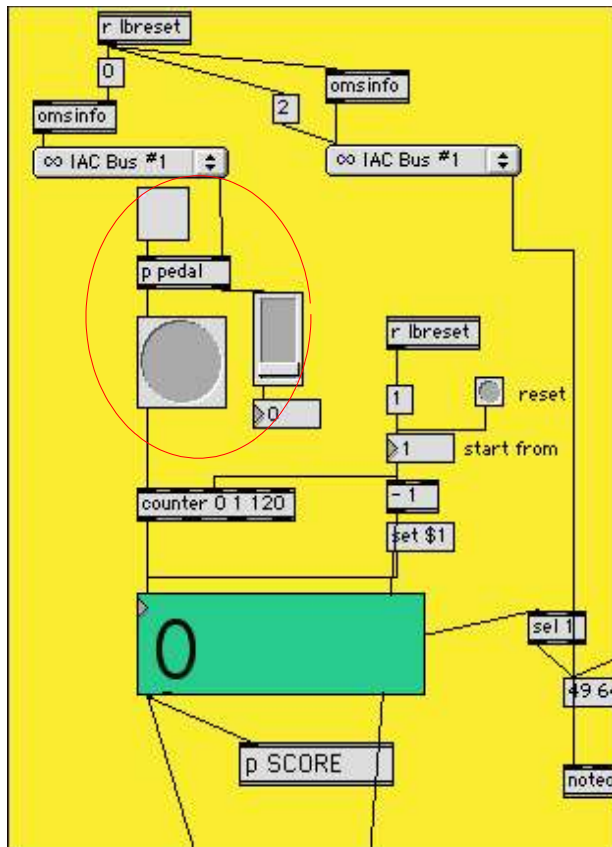 r lbreset
0
omsinfo
2
omsinfo
∞ IAC Bus #1
∞ IAC Bus #1
p pedal
0
r lbreset
1
reset
1
start from
counter 0 1 120
- 1
set $1
0
sel 1
49 64
p SCORE